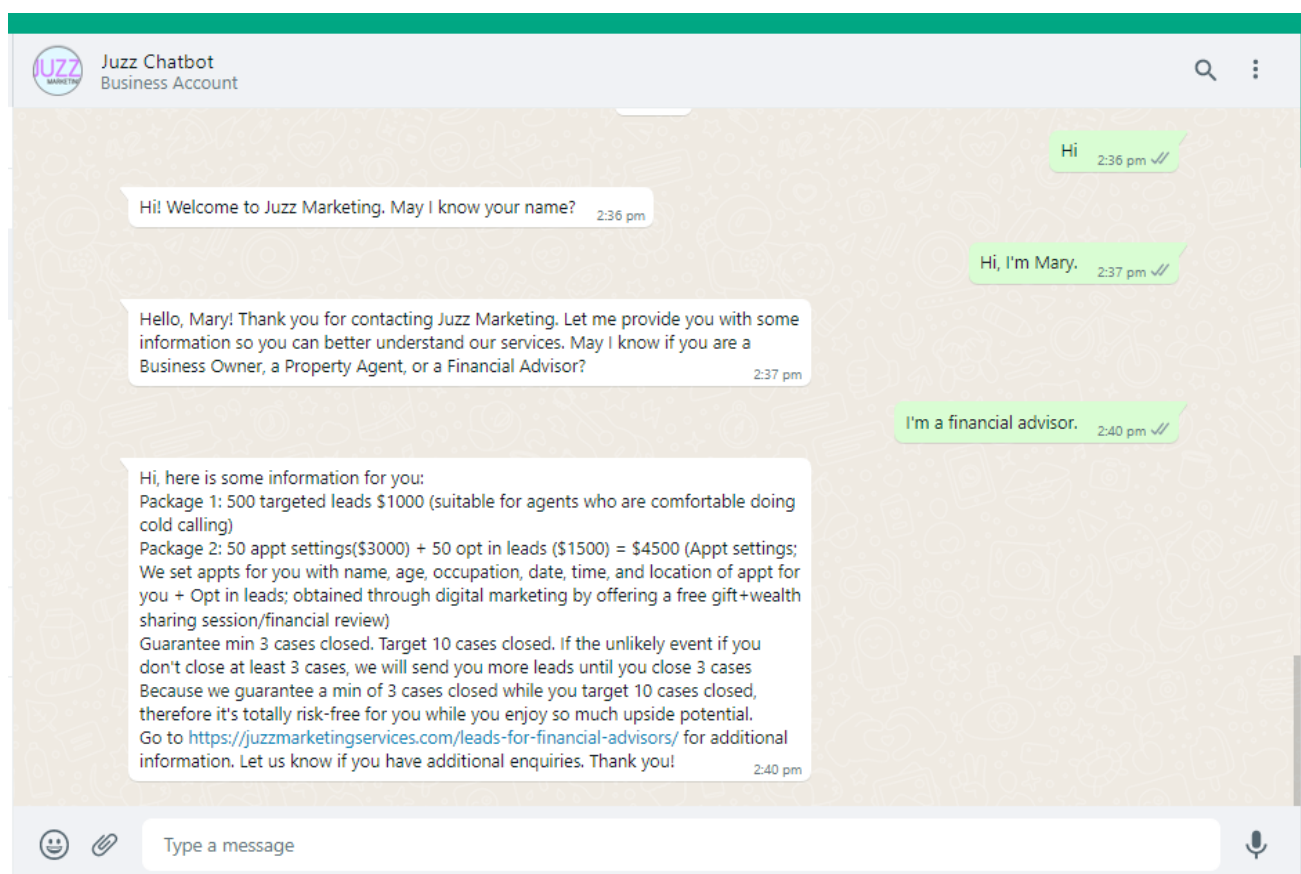 JUZZ
MARKETING
Juzz Chatbot
Business Account
Hi
2:36 pm
Hi! Welcome to Juzz Marketing. May I know your name?
2:36 pm
Hi, I'm Mary.
2:37 pm
Hello, Mary! Thank you for contacting Juzz Marketing. Let me provide you with some
information so you can better understand our services. May I know if you are a
Business Owner, a Property Agent, or a Financial Advisor?
2:37 pm
I'm a financial advisor.
2:40 pm
Hi, here is some information for you:
Package 1: 500 targeted leads $1000 (suitable for agents who are comfortable doing
cold calling)
Package 2: 50 appt settings($3000) + 50 opt in leads ($1500) = $4500 (Appt settings;
We set appts for you with name, age, occupation, date, time, and location of appt for
you + Opt in leads; obtained through digital marketing by offering a free gift+wealth
sharing session/financial review)
Guarantee min 3 cases closed. Target 10 cases closed. If the unlikely event if you
don't close at least 3 cases, we will send you more leads until you close 3 cases
Because we guarantee a min of 3 cases closed while you target 10 cases closed,
therefore it's totally risk-free for you while you enjoy so much upside potential.
Go to https://juzzmarketingservices.com/leads-for-financial-advisors/ for additional
information. Let us know if you have additional enquiries. Thank you!
2:40 pm
Type a message